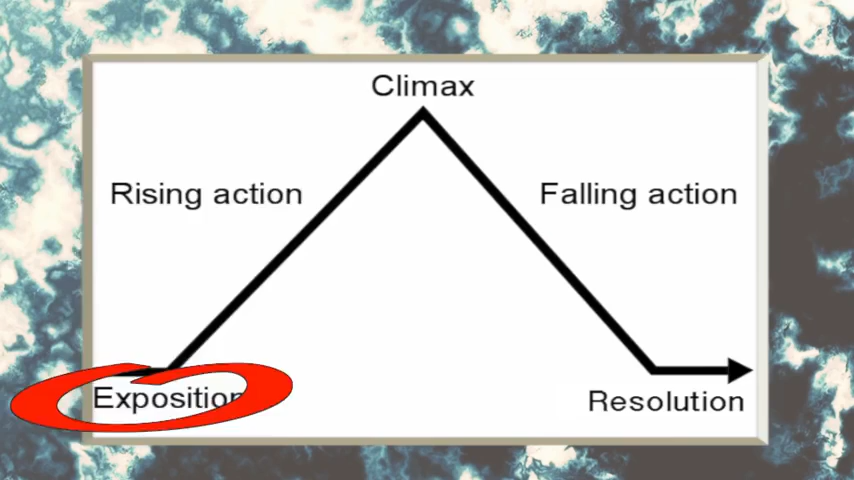 Climax
Rising action
Falling action
Exposition
Resolution